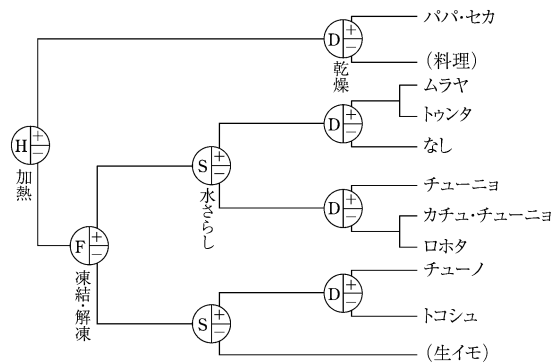 パパ・セカ
D
+
−
(料理)
乾燥
ムラヤ
D
+
−
トゥンタ
なし
H
+
−
加熱
S
+
−
水さらし
チューニョ
D
+
−
カチュ・チューニョ
ロホタ
F
+
−
凍結・解凍
チューノ
D
+
−
トコシュ
S
+
−
(生イモ)